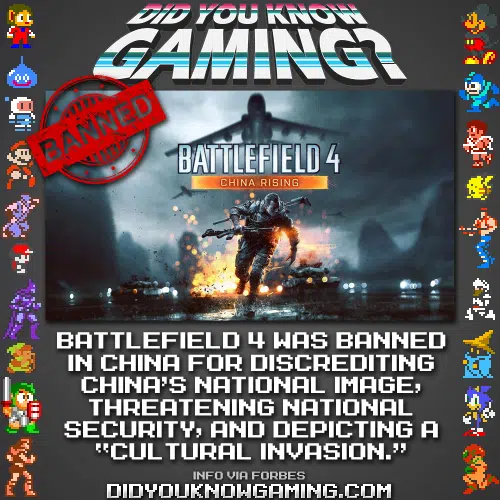 DID YOU KNOW
GAMING?
BANNED
BATTLEFIELD 4
CHINA RISING
BATTLEFIELD 4 WAS BANNED
IN CHINA FOR DISCREDITING
CHINA'S NATIONAL IMAGE,
THREATENING NATIONAL
SECURITY, AND DEPICTING A
"CULTURAL INVASION."
INFO VIA FORBES
DIDYOUKNOWGAMING.COM